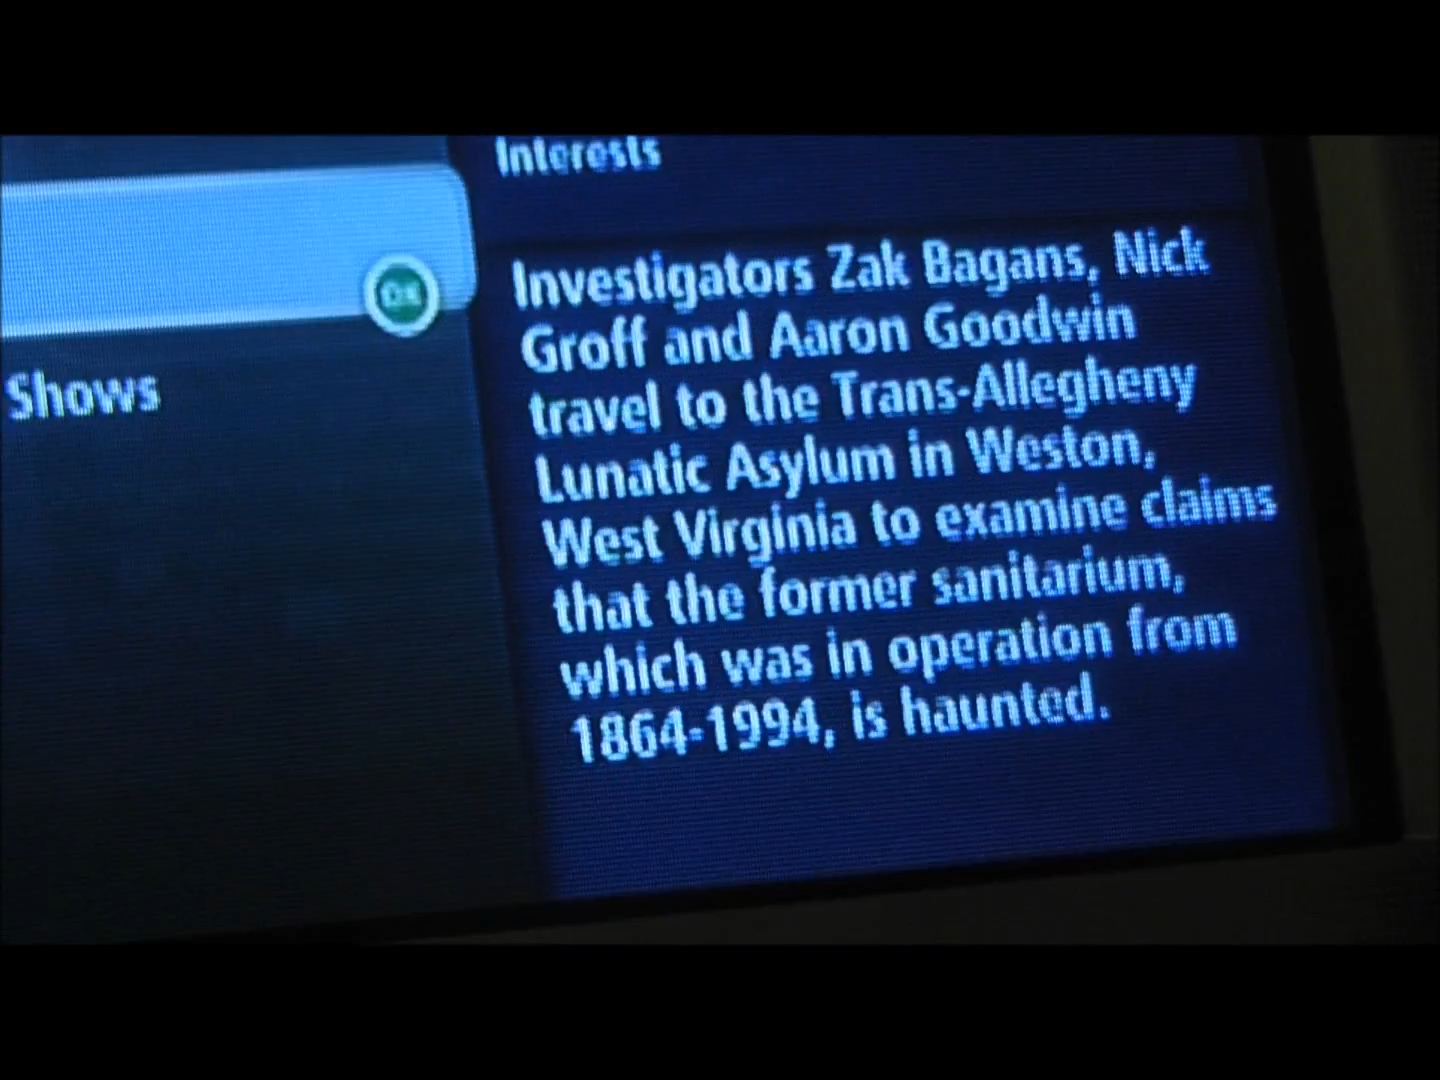 Interests
OK
Shows
Investigators Zak Bagans, Nick
Groff and Aaron Goodwin
travel to the Trans-Allegheny
Lunatic Asylum in Weston,
West Virginia to examine claims
that the former sanitarium,
which was in operation from
1864-1994, is haunted.